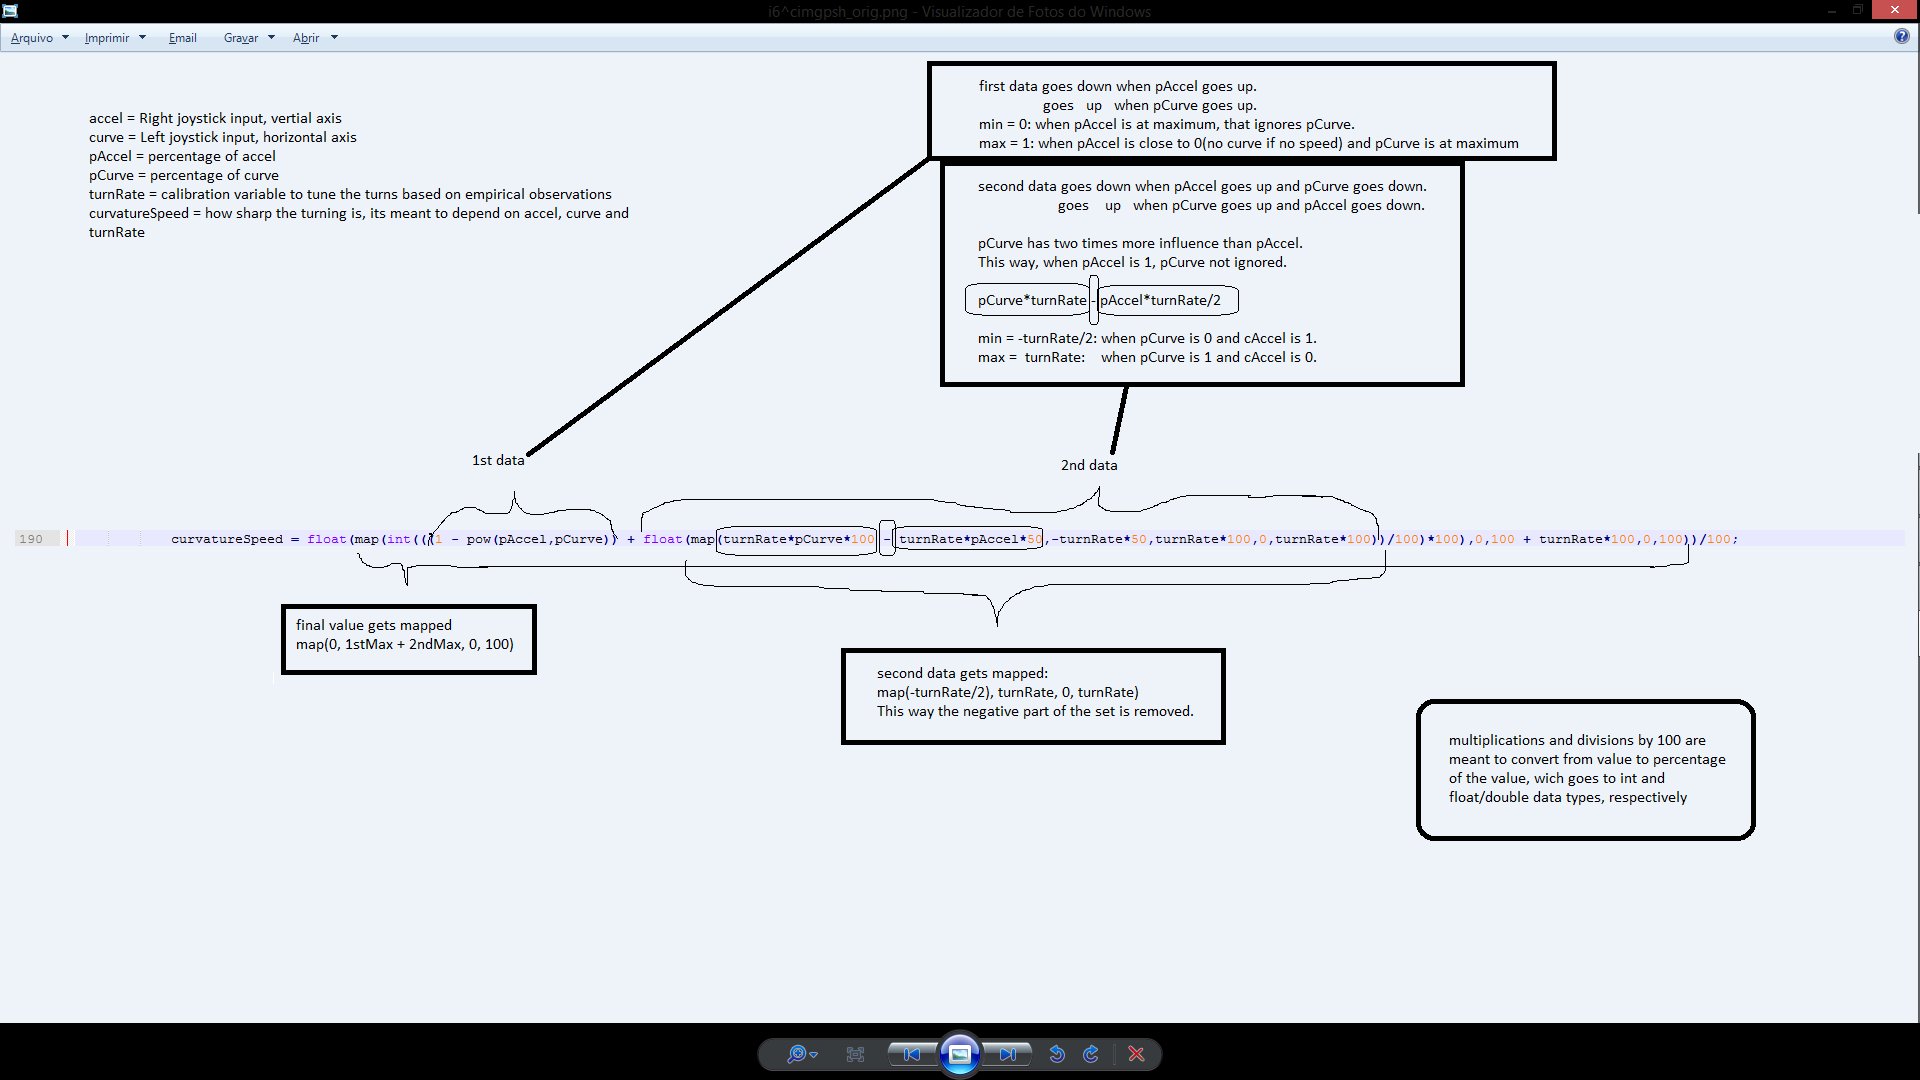 i6^cimgpsh_orig.png - Visualizador de Fotos do Windows
Arquivo Imprimir Email Gravar Abrir
first data goes down when pAccel goes up.
goes up when pCurve goes up.
min = 0: when pAccel is at maximum, that ignores pCurve.
max = 1: when pAccel is close to 0(no curve if no speed) and pCurve is at maximum
accel = Right joystick input, vertial axis
curve = Left joystick input, horizontal axis
pAccel = percentage of accel
pCurve = percentage of curve
turnRate = calibration variable to tune the turns based on empirical observations
curvatureSpeed = how sharp the turning is, its meant to depend on accel, curve and
turnRate
second data goes down when pAccel goes up and pCurve goes down.
goes up when pCurve goes up and pAccel goes down.
pCurve has two times more influence than pAccel.
This way, when pAccel is 1, pCurve not ignored.
pCurve*turnRate - pAccel*turnRate/2
min = -turnRate/2: when pCurve is 0 and cAccel is 1.
max = turnRate: when pCurve is 1 and cAccel is 0.
1st data
2nd data
190 curvatureSpeed = float(map(int(((1 - pow(pAccel,pCurve)) + float(map(turnRate*pCurve*100 - turnRate*pAccel*50,-turnRate*50,turnRate*100,0,turnRate*100))/100)*100),0,100 + turnRate*100,0,100))/100;
final value gets mapped
map(0, 1stMax + 2ndMax, 0, 100)
second data gets mapped:
map(-turnRate/2), turnRate, 0, turnRate)
This way the negative part of the set is removed.
multiplications and divisions by 100 are
meant to convert from value to percentage
of the value, wich goes to int and
float/double data types, respectively